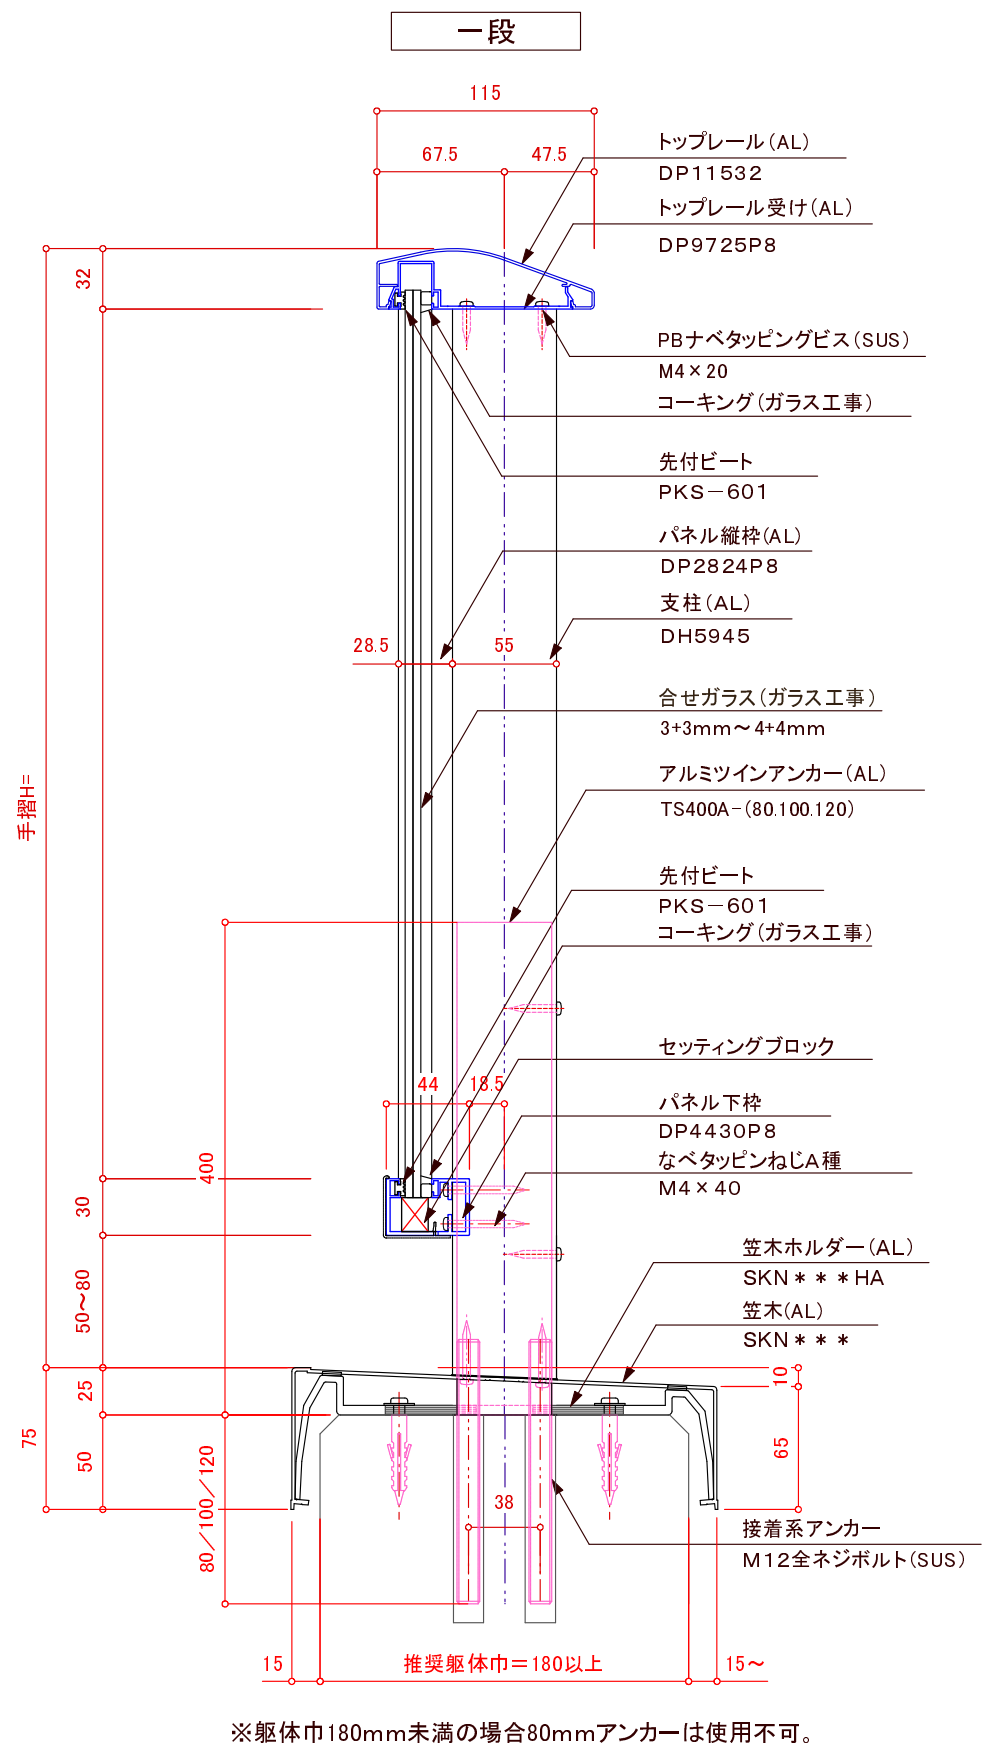 一段
115
67.5
47.5
トップレール(AL)
DP11532
トップレール受け(AL)
DP9725P8
32
PBナベタッピングビス(SUS)
M4×20
コーキング(ガラス工事)
先付ビート
PKS−601
パネル縦枠(AL)
DP2824P8
支柱(AL)
DH5945
28.5
55
合せガラス(ガラス工事)
3+3mm～4+4mm
手摺H=
アルミツインアンカー(AL)
TS400A-(80.100.120)
先付ビート
PKS−601
コーキング(ガラス工事)
セッティングブロック
44
18.5
パネル下枠
DP4430P8
なベタッピンねじA種
M4×40
400
30
笠木ホルダー(AL)
SKN＊＊＊HA
50～80
笠木(AL)
SKN＊＊＊
10
25
75
50
65
80/100/120
38
接着系アンカー
M12全ネジボルト(SUS)
15
推奨躯体巾＝180以上
15～
※躯体巾180mm未満の場合80mmアンカーは使用不可。